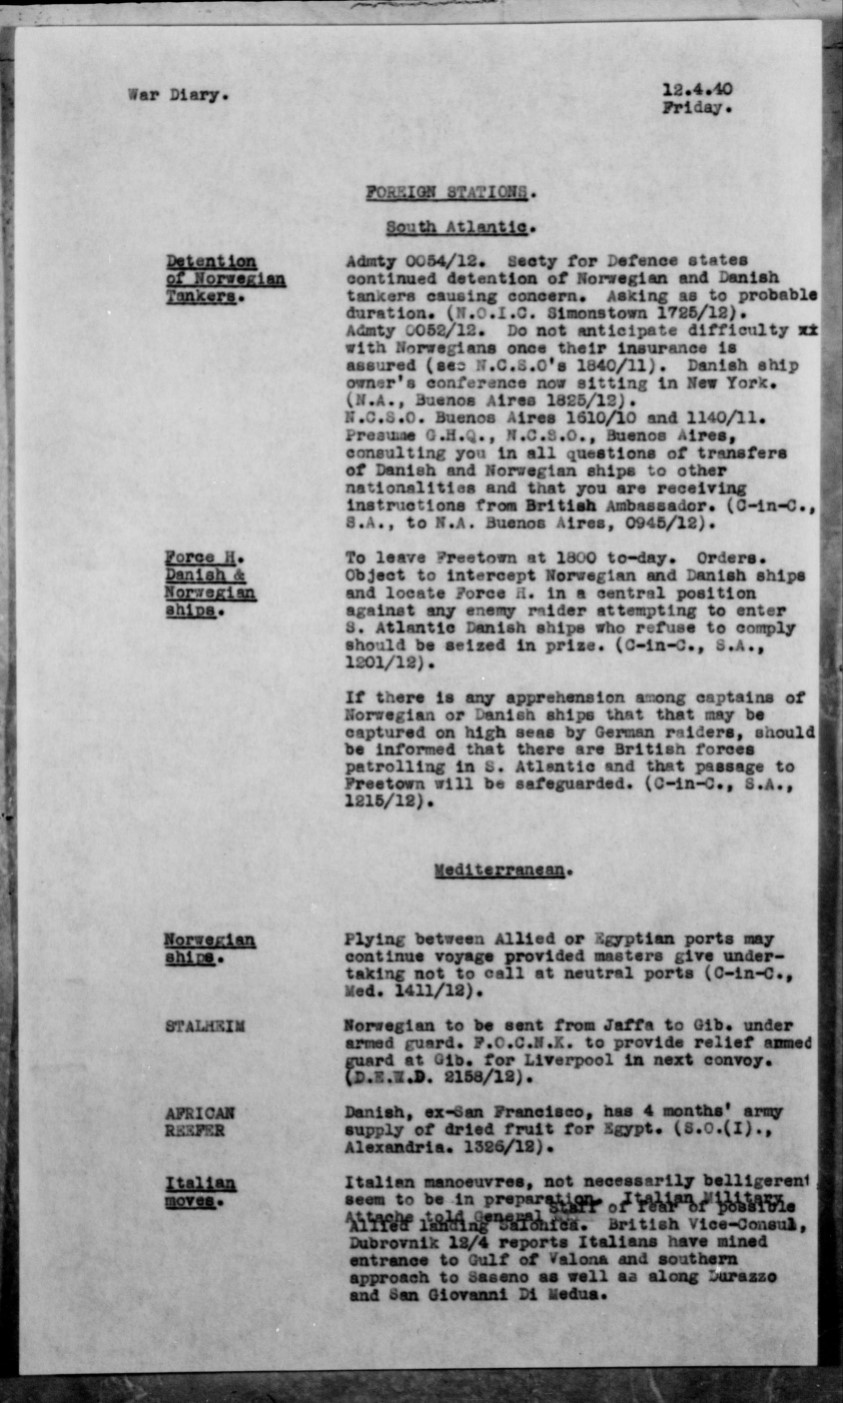 War Diary.
12.4.40
Friday.
FOREIGN STATIONS.
South Atlantic.
Detention
of Norwegian
Tankers.
Admty 0054/12. Secty for Defence states
continued detention of Norwegian and Danish
tankers causing concern. Asking as to probable
duration. (N.O.I.C. Simonstown 1725/12).
Admty 0052/12. Do not anticipate difficulty xx
with Norwegians once their insurance is
assured (see N.C.S.O's 1840/11). Danish ship
owner's conference now sitting in New York.
(N.A., Buenos Aires 1825/12).
N.C.S.O. Buenos Aires 1610/10 and 1140/11.
Presume G.H.Q., N.C.S.O., Buenos Aires,
consulting you in all questions of transfers
of Danish and Norwegian ships to other
nationalities and that you are receiving
instructions from British Ambassador. (C-in-C.,
S.A., to N.A. Buenos Aires, 0945/12).
Force H.
Danish &
Norwegian
ships.
To leave Freetown at 1800 to-day. Orders.
Object to intercept Norwegian and Danish ships
and locate Force H. in a central position
against any enemy raider attempting to enter
S. Atlantic Danish ships who refuse to comply
should be seized in prize. (C-in-C., S.A.,
1201/12).
If there is any apprehension among captains of
Norwegian or Danish ships that that may be
captured on high seas by German raiders, should
be informed that there are British forces
patrolling in S. Atlantic and that passage to
Freetown will be safeguarded. (C-in-C., S.A.,
1215/12).
Mediterranean.
Norwegian
ships.
Plying between Allied or Egyptian ports may
continue voyage provided masters give under-
taking not to call at neutral ports (C-in-C.,
Med. 1411/12).
STALHEIM
Norwegian to be sent from Jaffa to Gib. under
armed guard. F.O.C.N.A. to provide relief armed
guard at Gib. for Liverpool in next convoy.
(D.E.W.D. 2158/12).
AFRICAN
REEFER
Danish, ex-San Francisco, has 4 months' army
supply of dried fruit for Egypt. (S.O.(I).,
Alexandria. 1326/12).
Italian
moves.
Italian manoeuvres, not necessarily belligerent
seem to be in preparation. Italian Military
Attache told General Staff of fear of possible
Allied landing Salonica. British Vice-Consul,
Dubrovnik 12/4 reports Italians have mined
entrance to Gulf of Valona and southern
approach to Saseno as well as along Durazzo
and San Giovanni Di Medua.